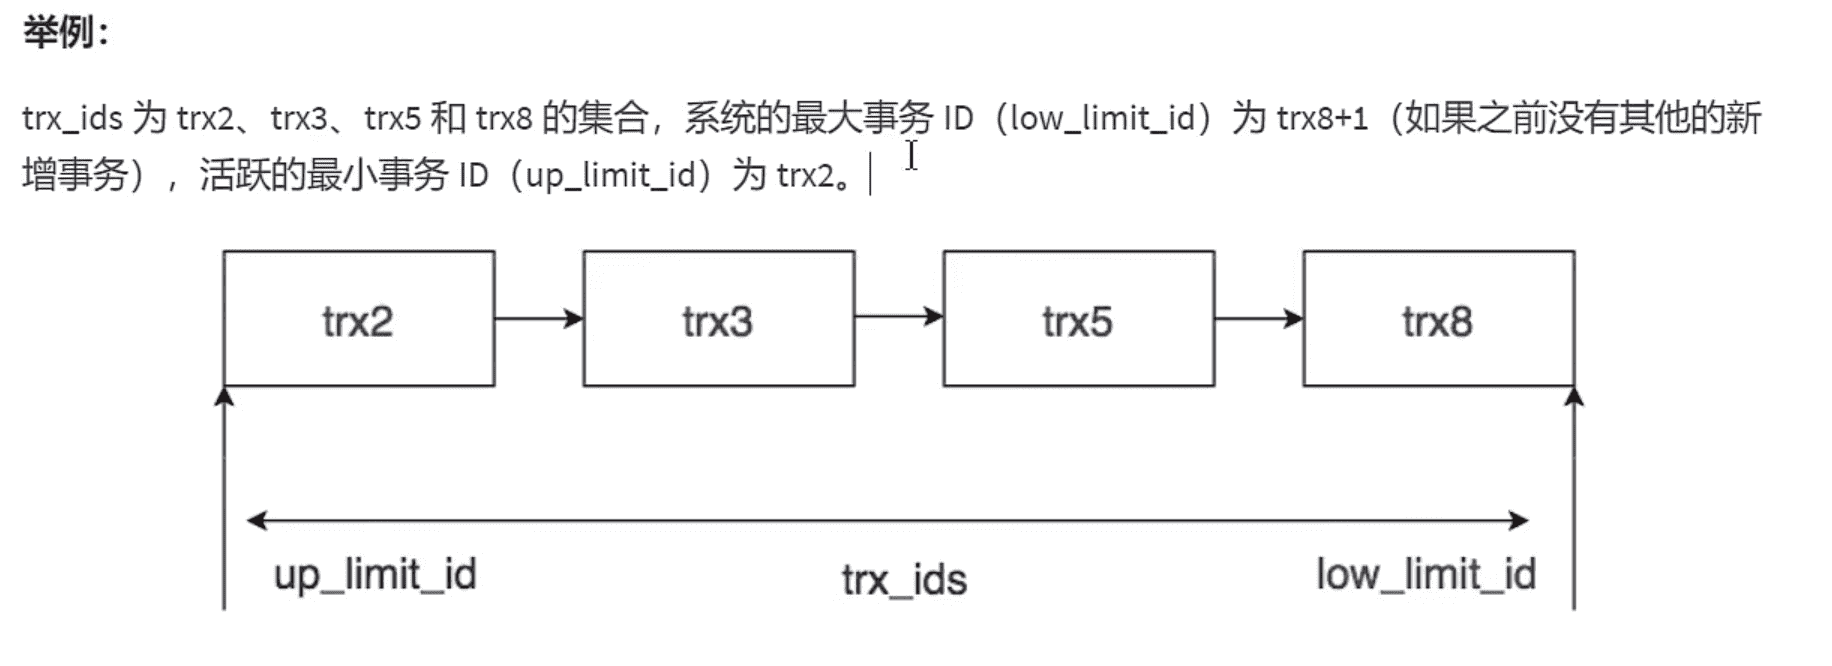 举例：
trx_ids 为 trx2、trx3、trx5 和 trx8 的集合，系统的最大事务 ID（low_limit_id）为 trx8+1（如果之前没有其他的新
增事务），活跃的最小事务 ID（up_limit_id）为 trx2。
trx2
trx3
trx5
trx8
up_limit_id
trx_ids
low_limit_id